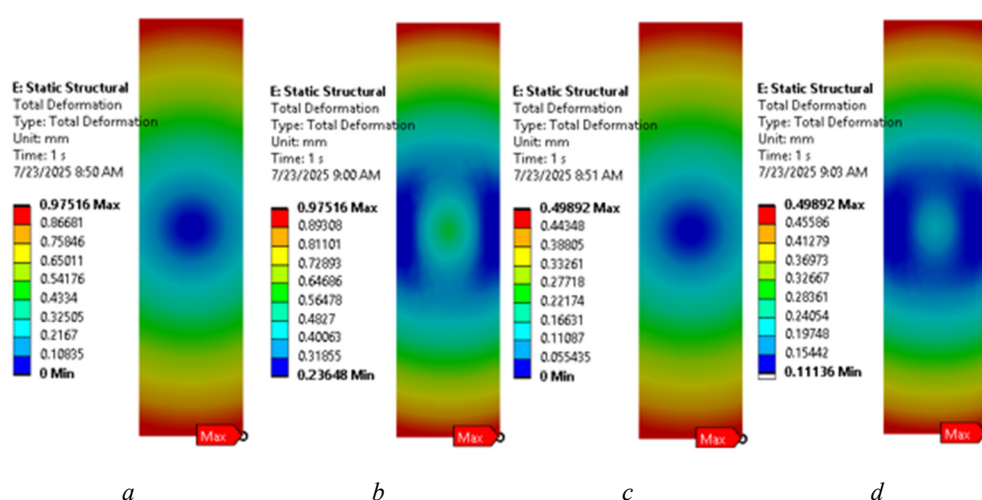 E: Static Structural
Total Deformation
Type: Total Deformation
Unit: mm
Time: 1 s
7/23/2025 8:50 AM
0.97516 Max
0.86681
0.75846
0.65011
0.54176
0.4334
0.32505
0.2167
0.10835
0 Min
Max
a
E: Static Structural
Total Deformation
Type: Total Deformation
Unit: mm
Time: 1 s
7/23/2025 9:00 AM
0.97516 Max
0.89308
0.81101
0.72893
0.64686
0.56478
0.4827
0.40063
0.31855
0.23648 Min
Max
b
E: Static Structural
Total Deformation
Type: Total Deformation
Unit: mm
Time: 1 s
7/23/2025 8:51 AM
0.49892 Max
0.44348
0.38805
0.33261
0.27718
0.22174
0.16631
0.11087
0.055435
0 Min
Max
c
E: Static Structural
Total Deformation
Type: Total Deformation
Unit: mm
Time: 1 s
7/23/2025 9:03 AM
0.49892 Max
0.45586
0.41279
0.36973
0.32667
0.28361
0.24054
0.19748
0.15442
0.11136 Min
Max
d